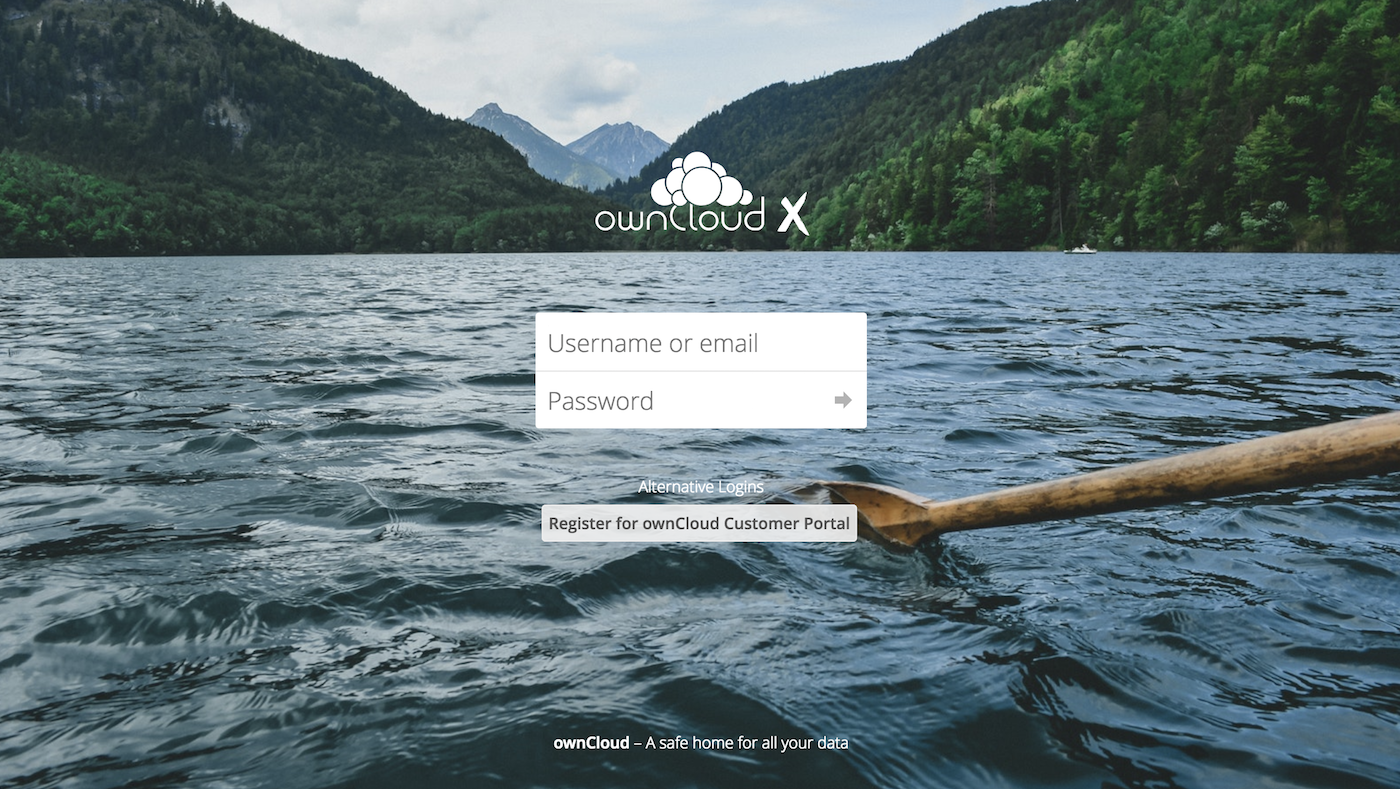 ownCloud X
Username or email
Password
Alternative Logins
Register for ownCloud Customer Portal
ownCloud – A safe home for all your data